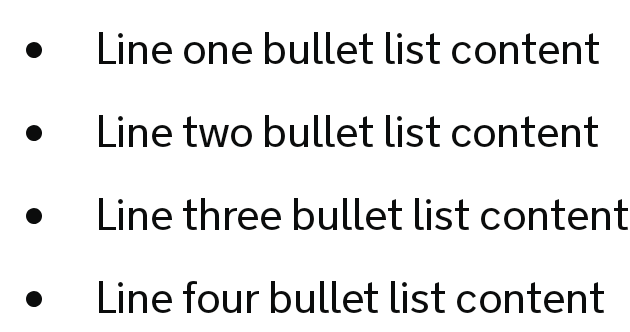 • Line one bullet list content
• Line two bullet list content
• Line three bullet list content
• Line four bullet list content